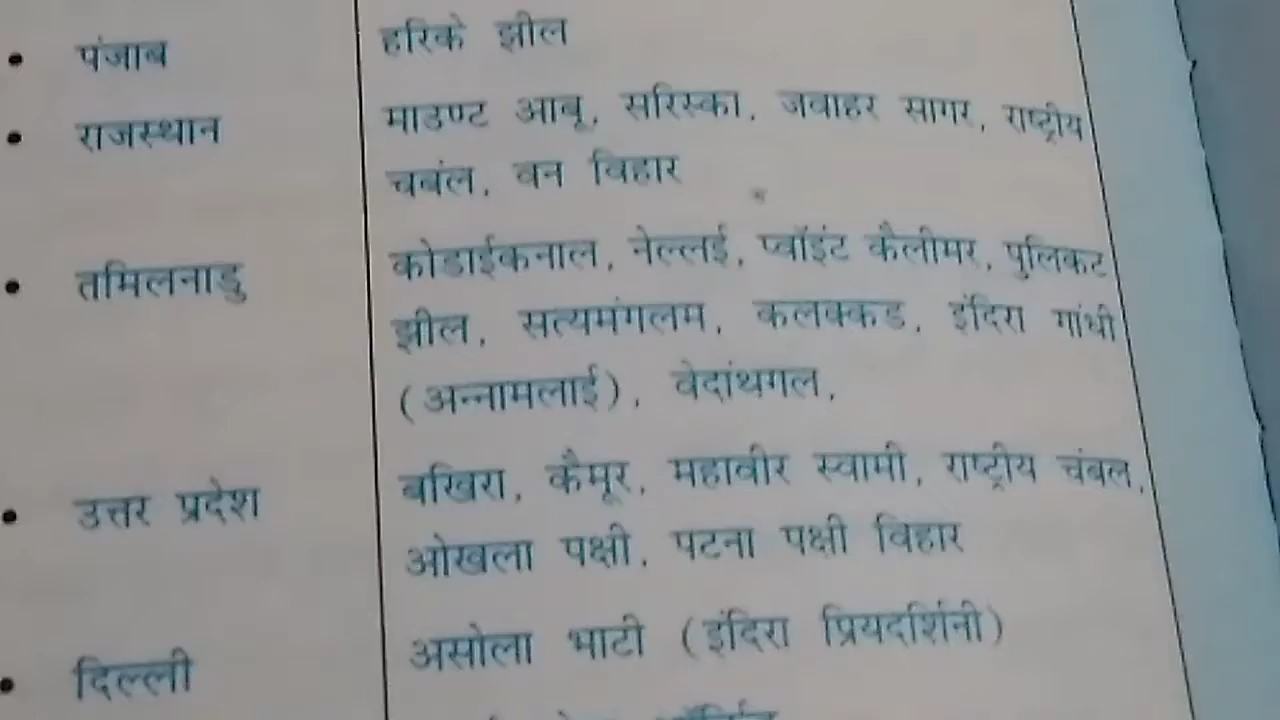 • पंजाब हरिके झील
• राजस्थान माउण्ट आबू, सरिस्का, जवाहर सागर, राष्ट्रीय
चबंल, वन विहार
• तमिलनाडु कोडाईकनाल, नेल्लई, प्वॉइंट कैलीमर, पुलिकट
झील, सत्यमंगलम, कलक्कड, इंदिरा गांधी
(अन्नामलाई), वेदांथगल,
• उत्तर प्रदेश बखिरा, कैमूर, महावीर स्वामी, राष्ट्रीय चंबल,
ओखला पक्षी, पटना पक्षी विहार
• दिल्ली असोला भाटी (इंदिरा प्रियदर्शिनी)